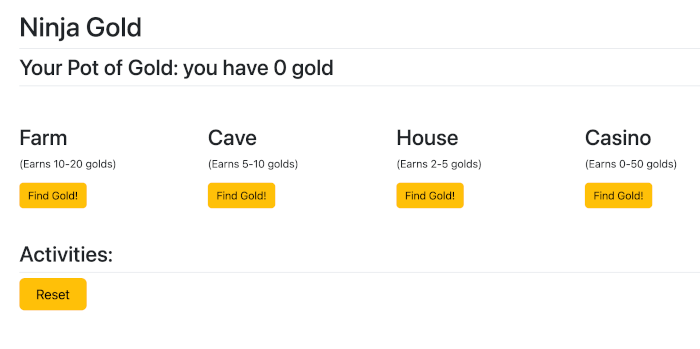 Ninja Gold
Your Pot of Gold: you have 0 gold
Farm Cave House Casino
(Earns 10-20 golds) (Earns 5-10 golds) (Earns 2-5 golds) (Earns 0-50 golds)
Find Gold! Find Gold! Find Gold! Find Gold!
Activities:
Reset